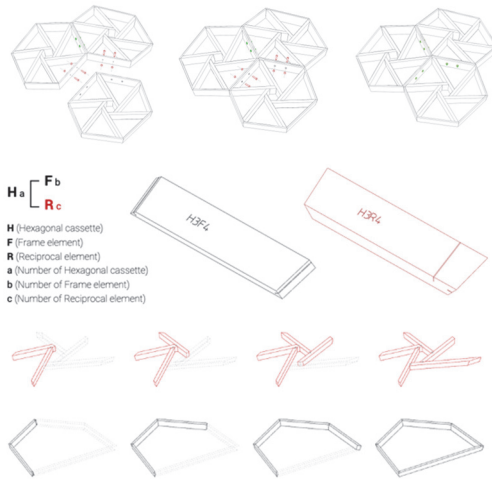 H a F b
R c
H (Hexagonal cassette)
F (Frame element)
R (Reciprocal element)
a (Number of Hexagonal cassette)
b (Number of Frame element)
c (Number of Reciprocal element)
H3F4
H3R4